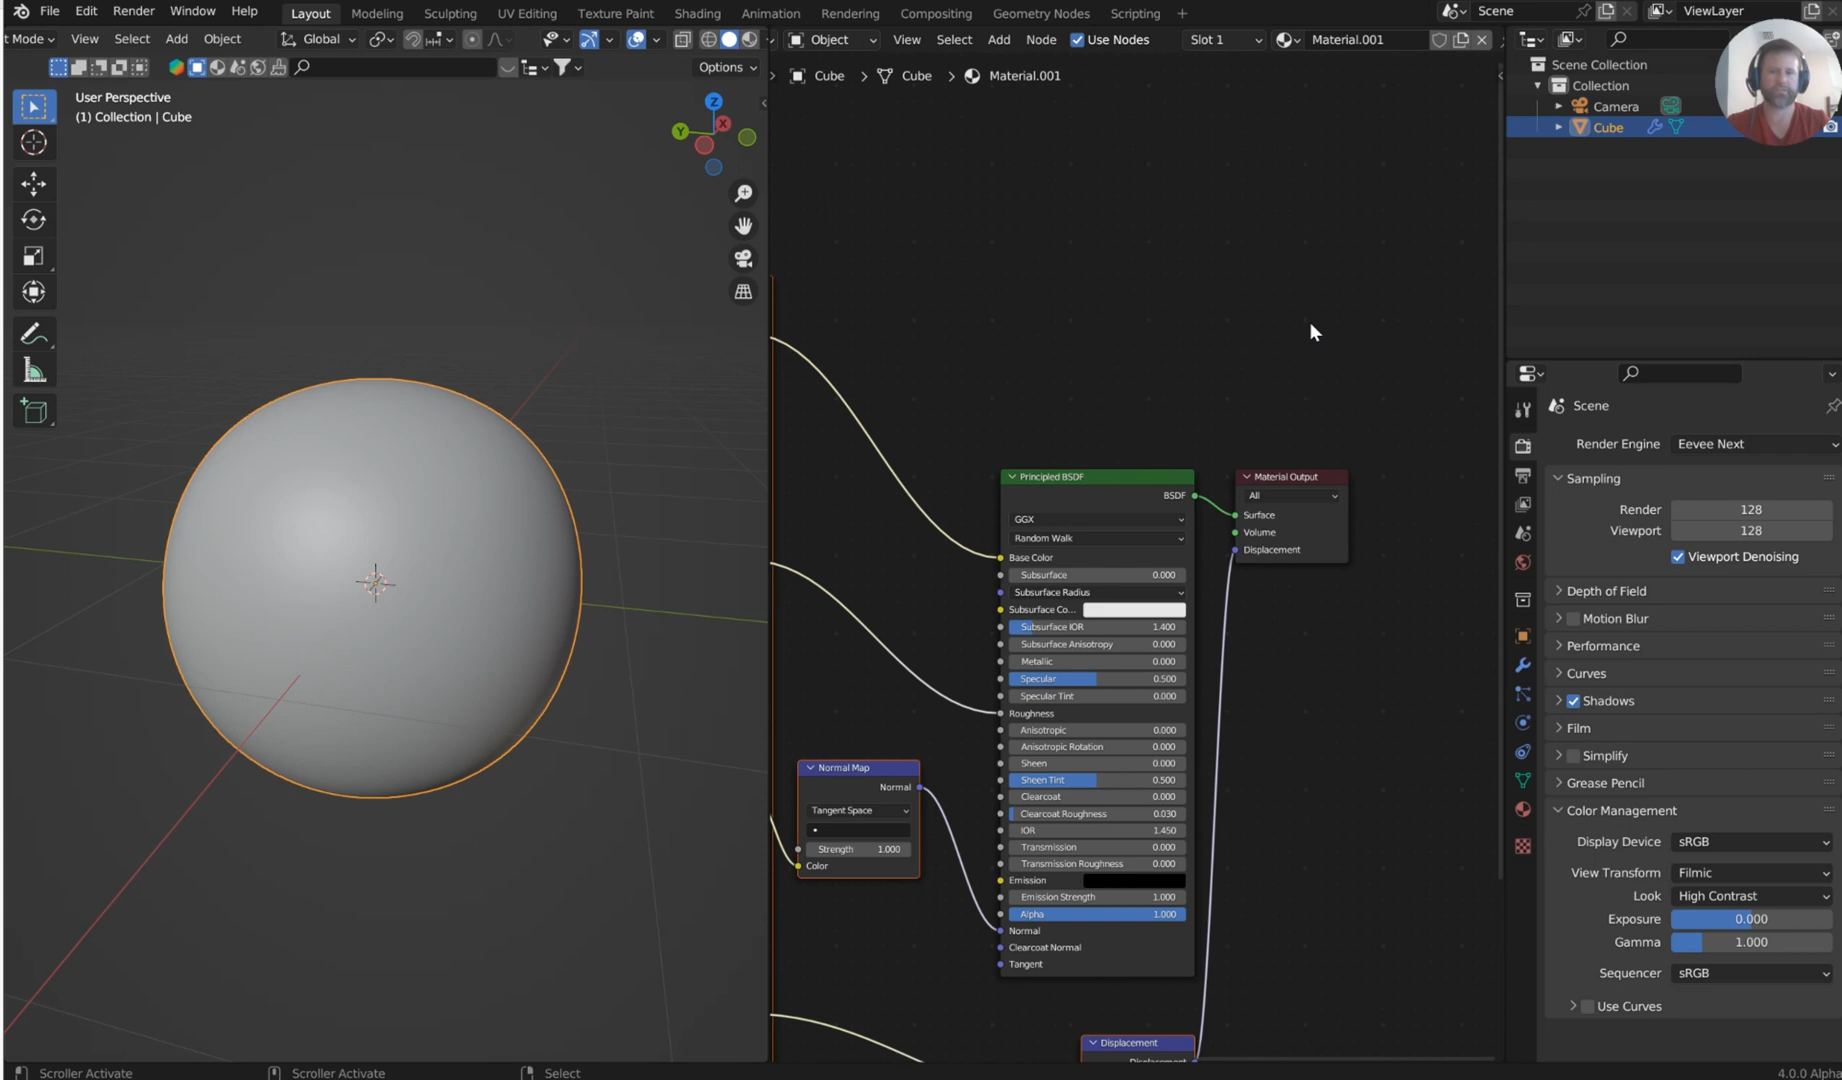 File Edit Render Window Help Layout Modeling Sculpting UV Editing Texture Paint Shading Animation Rendering Compositing Geometry Nodes Scripting + Scene ViewLayer
t Mode View Select Add Object Global Object View Select Add Node Use Nodes Slot 1 Material.001
Options
Cube > Cube > Material.001
User Perspective
(1) Collection | Cube
Z
X
Y
Scene Collection
Collection
Camera
Cube
Principled BSDF
BSDF
GGX
Random Walk
Base Color
Subsurface 0.000
Subsurface Radius
Subsurface Co...
Subsurface IOR 1.400
Subsurface Anisotropy 0.000
Metallic 0.000
Specular 0.500
Specular Tint 0.000
Roughness
Anisotropic 0.000
Anisotropic Rotation 0.000
Sheen 0.000
Sheen Tint 0.500
Clearcoat 0.000
Clearcoat Roughness 0.030
IOR 1.450
Transmission 0.000
Transmission Roughness 0.000
Emission
Emission Strength 1.000
Alpha 1.000
Normal
Clearcoat Normal
Tangent
Material Output
All
Surface
Volume
Displacement
Normal Map
Normal
Tangent Space
Strength 1.000
Color
Displacement
Displacement
Scene
Render Engine Eevee Next
Sampling
Render 128
Viewport 128
Viewport Denoising
Depth of Field
Motion Blur
Performance
Curves
Shadows
Film
Simplify
Grease Pencil
Color Management
Display Device sRGB
View Transform Filmic
Look High Contrast
Exposure 0.000
Gamma 1.000
Sequencer sRGB
Use Curves
Scroller Activate Scroller Activate Select 4.0.0 Alpha